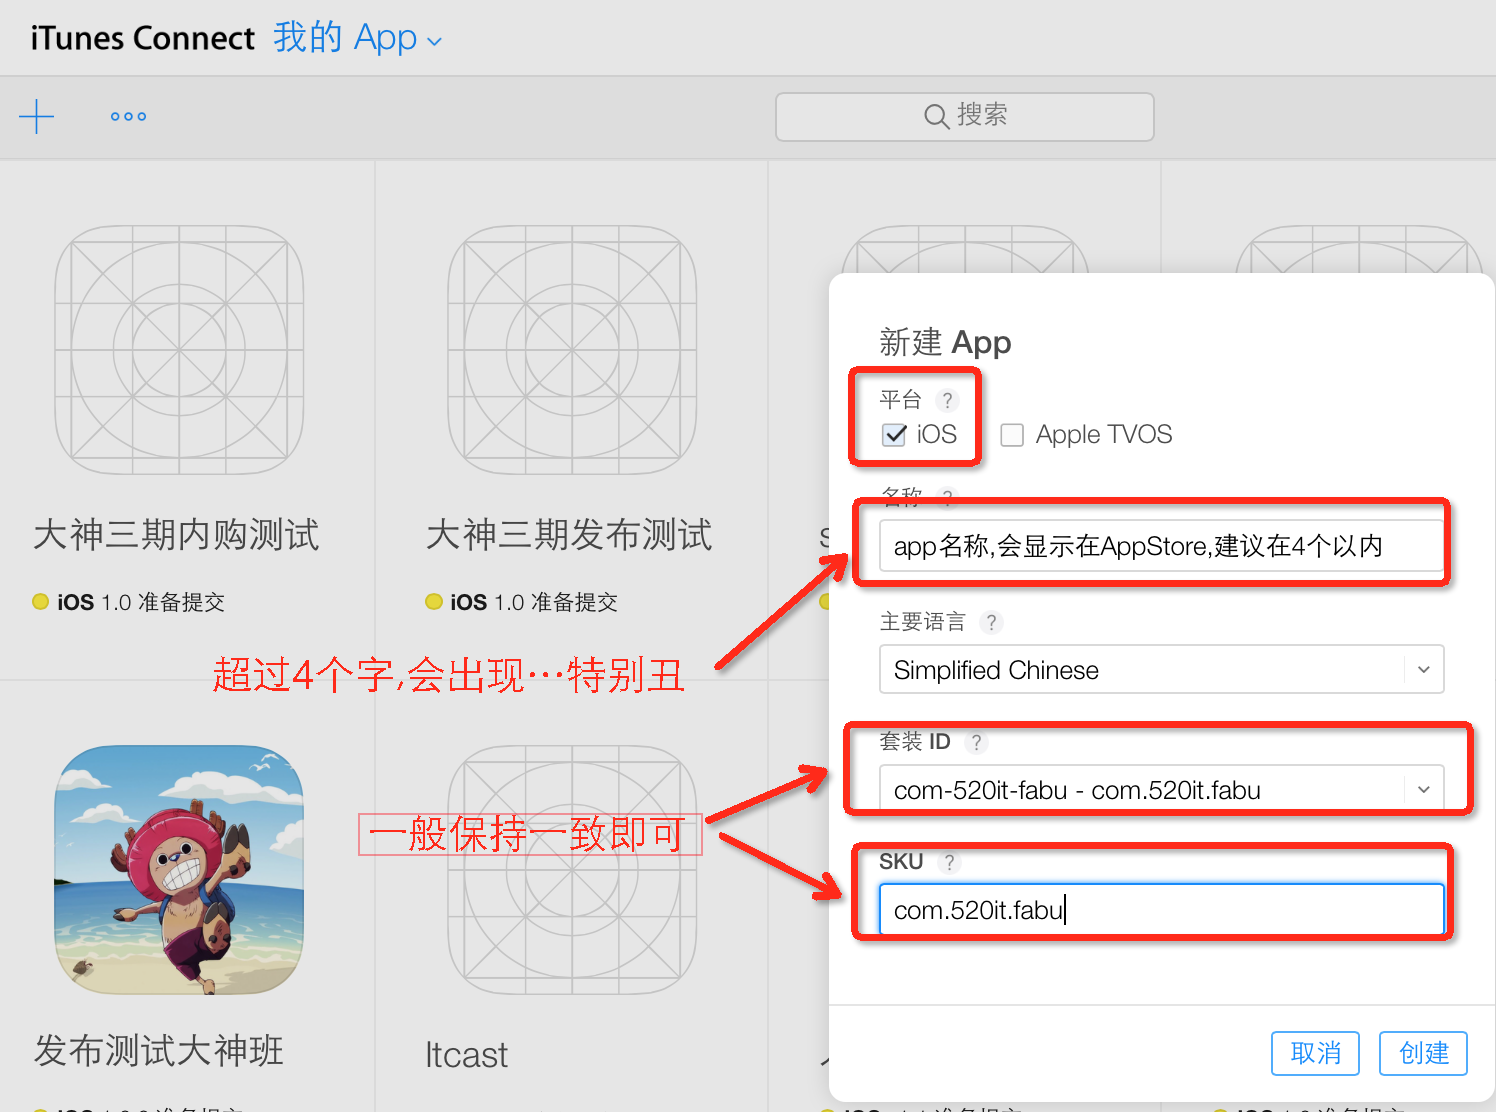 iTunes Connect 我的 App
搜索
新建 App
平台 ?
iOS Apple TVOS
名称 ?
app名称,会显示在AppStore,建议在4个以内
主要语言 ?
Simplified Chinese
套装 ID ?
com-520it-fabu - com.520it.fabu
SKU ?
com.520it.fabu
取消 创建
大神三期内购测试
iOS 1.0 准备提交
大神三期发布测试
iOS 1.0 准备提交
超过4个字,会出现…特别丑
一般保持一致即可
发布测试大神班
Itcast